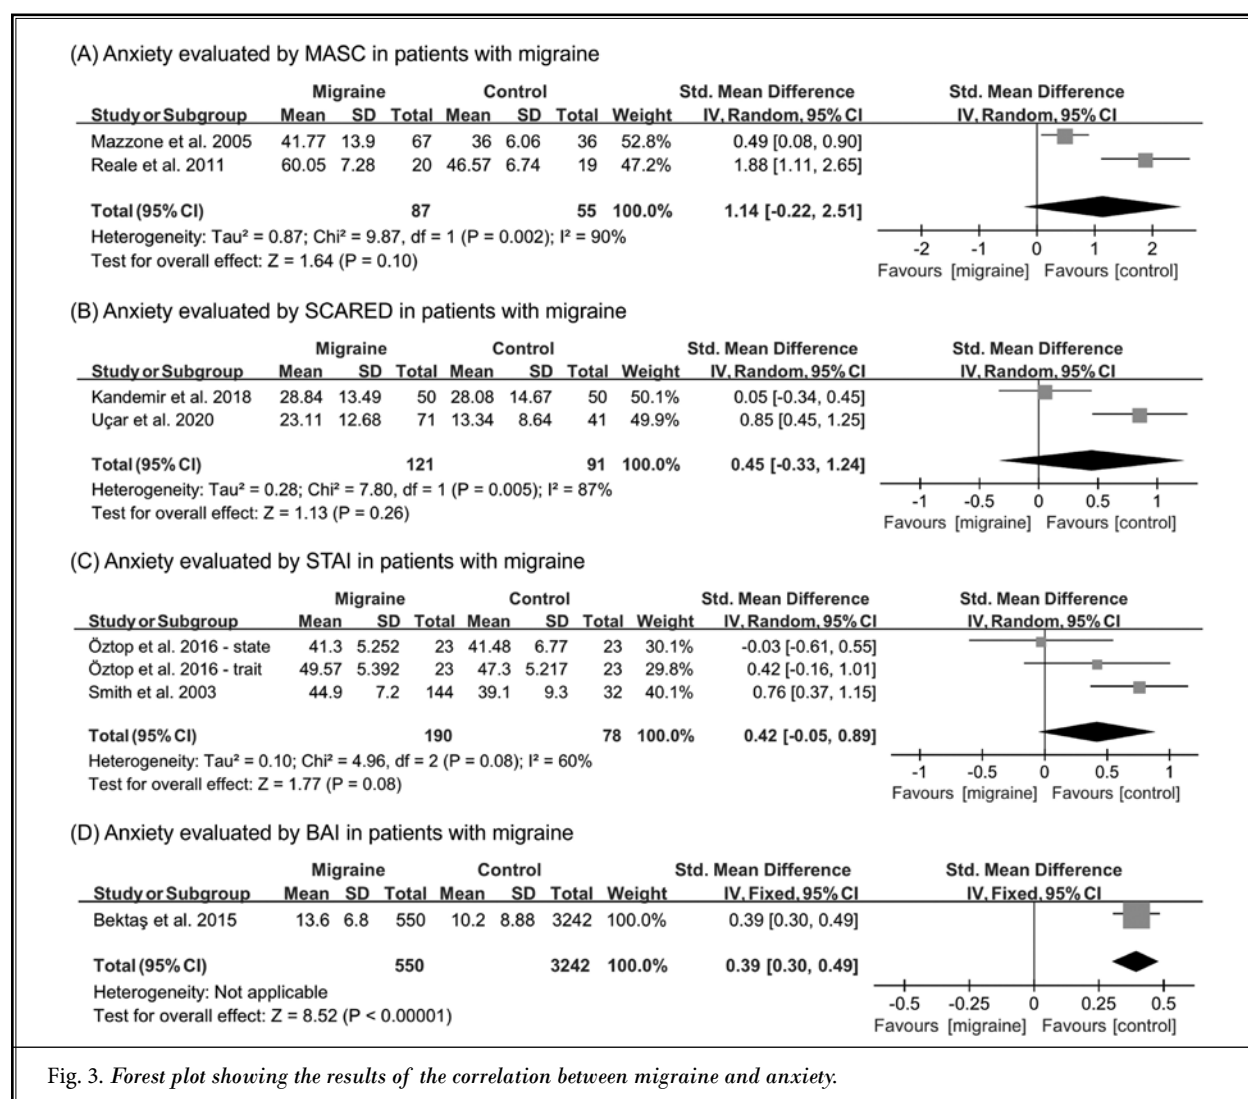 (A) Anxiety evaluated by MASC in patients with migraine
Migraine Control Std. Mean Difference Std. Mean Difference
Study or Subgroup Mean SD Total Mean SD Total Weight IV, Random, 95% CI IV, Random, 95% CI
Mazzone et al. 2005 41.77 13.9 67 36 6.06 36 52.8% 0.49 [0.08, 0.90]
Reale et al. 2011 60.05 7.28 20 46.57 6.74 19 47.2% 1.88 [1.11, 2.65]
Total (95% CI) 87 55 100.0% 1.14 [-0.22, 2.51]
Heterogeneity: Tau² = 0.87; Chi² = 9.87, df = 1 (P = 0.002); I² = 90%
Test for overall effect: Z = 1.64 (P = 0.10)
-2 -1 0 1 2
Favours [migraine] Favours [control]
(B) Anxiety evaluated by SCARED in patients with migraine
Migraine Control Std. Mean Difference Std. Mean Difference
Study or Subgroup Mean SD Total Mean SD Total Weight IV, Random, 95% CI IV, Random, 95% CI
Kandemir et al. 2018 28.84 13.49 50 28.08 14.67 50 50.1% 0.05 [-0.34, 0.45]
Uçar et al. 2020 23.11 12.68 71 13.34 8.64 41 49.9% 0.85 [0.45, 1.25]
Total (95% CI) 121 91 100.0% 0.45 [-0.33, 1.24]
Heterogeneity: Tau² = 0.28; Chi² = 7.80, df = 1 (P = 0.005); I² = 87%
Test for overall effect: Z = 1.13 (P = 0.26)
-1 -0.5 0 0.5 1
Favours [migraine] Favours [control]
(C) Anxiety evaluated by STAI in patients with migraine
Migraine Control Std. Mean Difference Std. Mean Difference
Study or Subgroup Mean SD Total Mean SD Total Weight IV, Random, 95% CI IV, Random, 95% CI
Öztop et al. 2016 - state 41.3 5.252 23 41.48 6.77 23 30.1% -0.03 [-0.61, 0.55]
Öztop et al. 2016 - trait 49.57 5.392 23 47.3 5.217 23 29.8% 0.42 [-0.16, 1.01]
Smith et al. 2003 44.9 7.2 144 39.1 9.3 32 40.1% 0.76 [0.37, 1.15]
Total (95% CI) 190 78 100.0% 0.42 [-0.05, 0.89]
Heterogeneity: Tau² = 0.10; Chi² = 4.96, df = 2 (P = 0.08); I² = 60%
Test for overall effect: Z = 1.77 (P = 0.08)
-1 -0.5 0 0.5 1
Favours [migraine] Favours [control]
(D) Anxiety evaluated by BAI in patients with migraine
Migraine Control Std. Mean Difference Std. Mean Difference
Study or Subgroup Mean SD Total Mean SD Total Weight IV, Fixed, 95% CI IV, Fixed, 95% CI
Bektaş et al. 2015 13.6 6.8 550 10.2 8.88 3242 100.0% 0.39 [0.30, 0.49]
Total (95% CI) 550 3242 100.0% 0.39 [0.30, 0.49]
Heterogeneity: Not applicable
Test for overall effect: Z = 8.52 (P < 0.00001)
-0.5 -0.25 0 0.25 0.5
Favours [migraine] Favours [control]
Fig. 3. Forest plot showing the results of the correlation between migraine and anxiety.